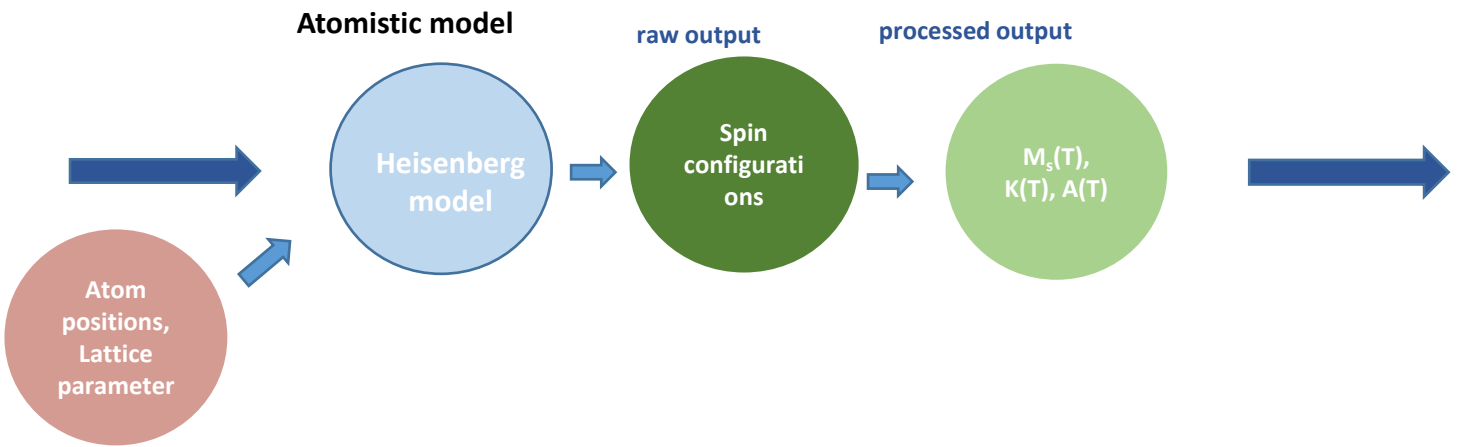 Atomistic model
raw output
processed output
Heisenberg
model
Spin
configurati
ons
Mₛ(T),
K(T), A(T)
Atom
positions,
Lattice
parameter